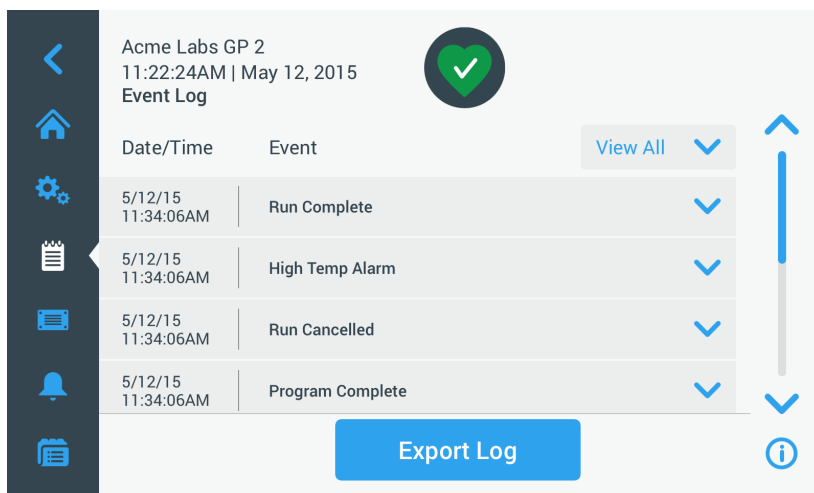 Acme Labs GP 2
11:22:24AM | May 12, 2015
Event Log
Date/Time Event View All
5/12/15
11:34:06AM
Run Complete
5/12/15
11:34:06AM
High Temp Alarm
5/12/15
11:34:06AM
Run Cancelled
5/12/15
11:34:06AM
Program Complete
Export Log